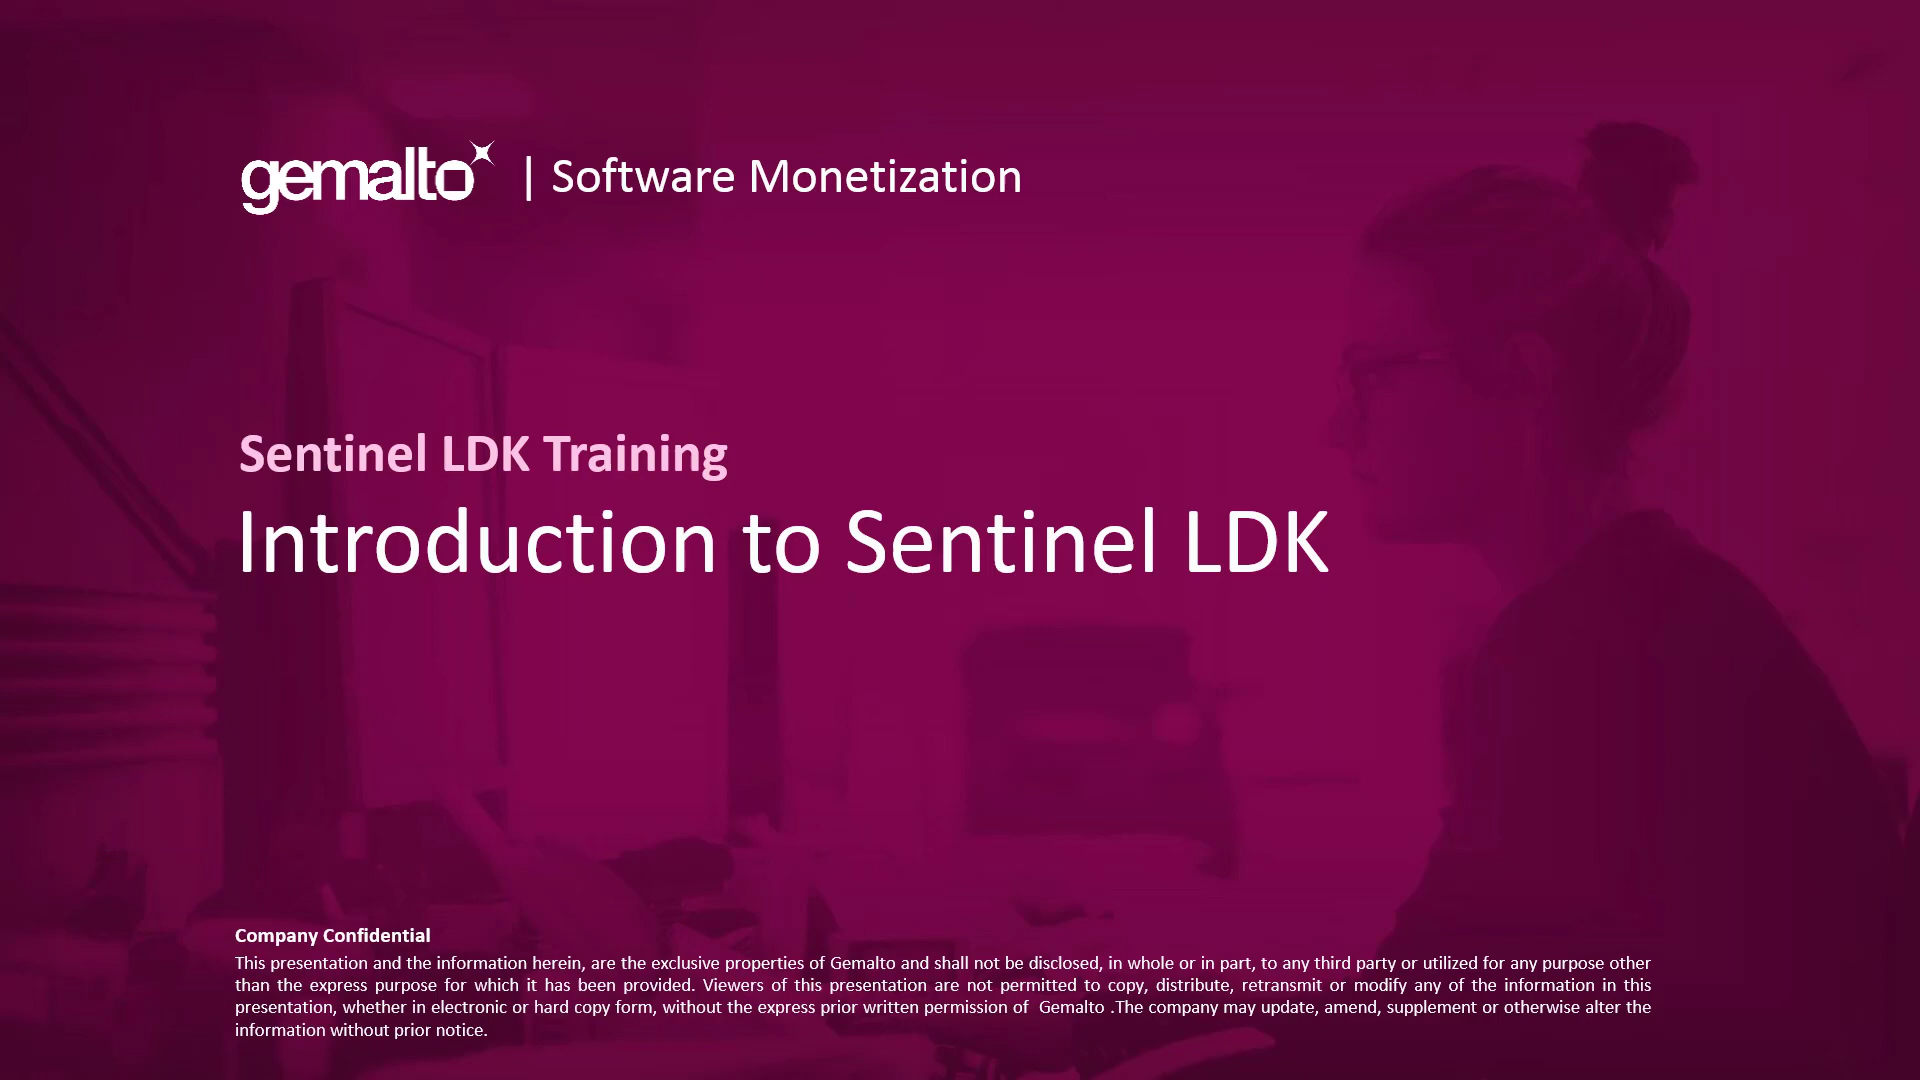 gemalto | Software Monetization
Sentinel LDK Training
Introduction to Sentinel LDK
Company Confidential
This presentation and the information herein, are the exclusive properties of Gemalto and shall not be disclosed, in whole or in part, to any third party or utilized for any purpose other
than the express purpose for which it has been provided. Viewers of this presentation are not permitted to copy, distribute, retransmit or modify any of the information in this
presentation, whether in electronic or hard copy form, without the express prior written permission of Gemalto .The company may update, amend, supplement or otherwise alter the
information without prior notice.